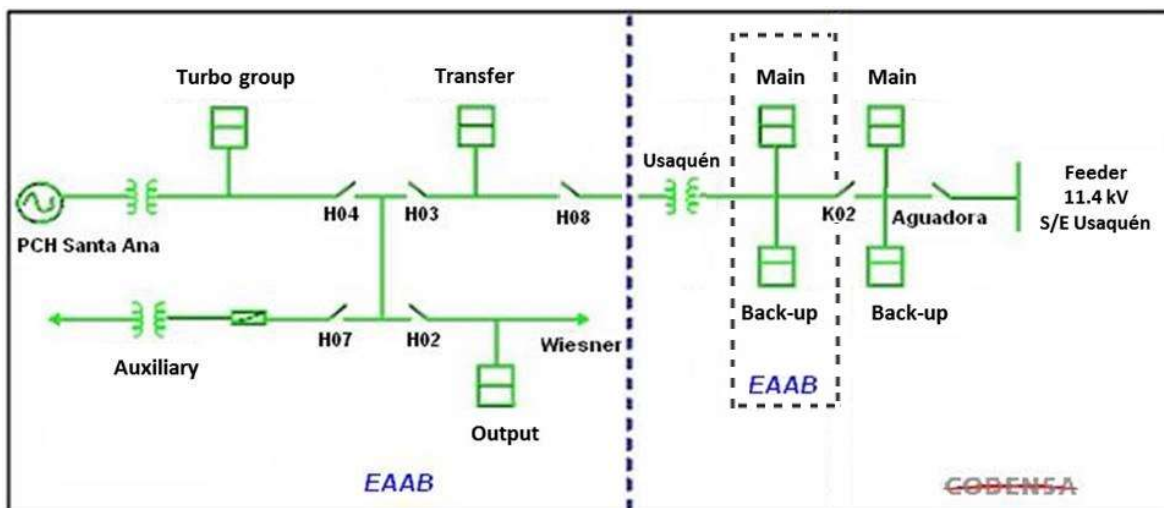 Turbo group
Transfer
Main
Main
Usaquén
H04
H03
H08
K02
Aguadora
Feeder
11.4 kV
S/E Usaquén
PCH Santa Ana
H07
H02
Wiesner
Back-up
Back-up
Auxiliary
Output
EAAB
EAAB
CODENSA